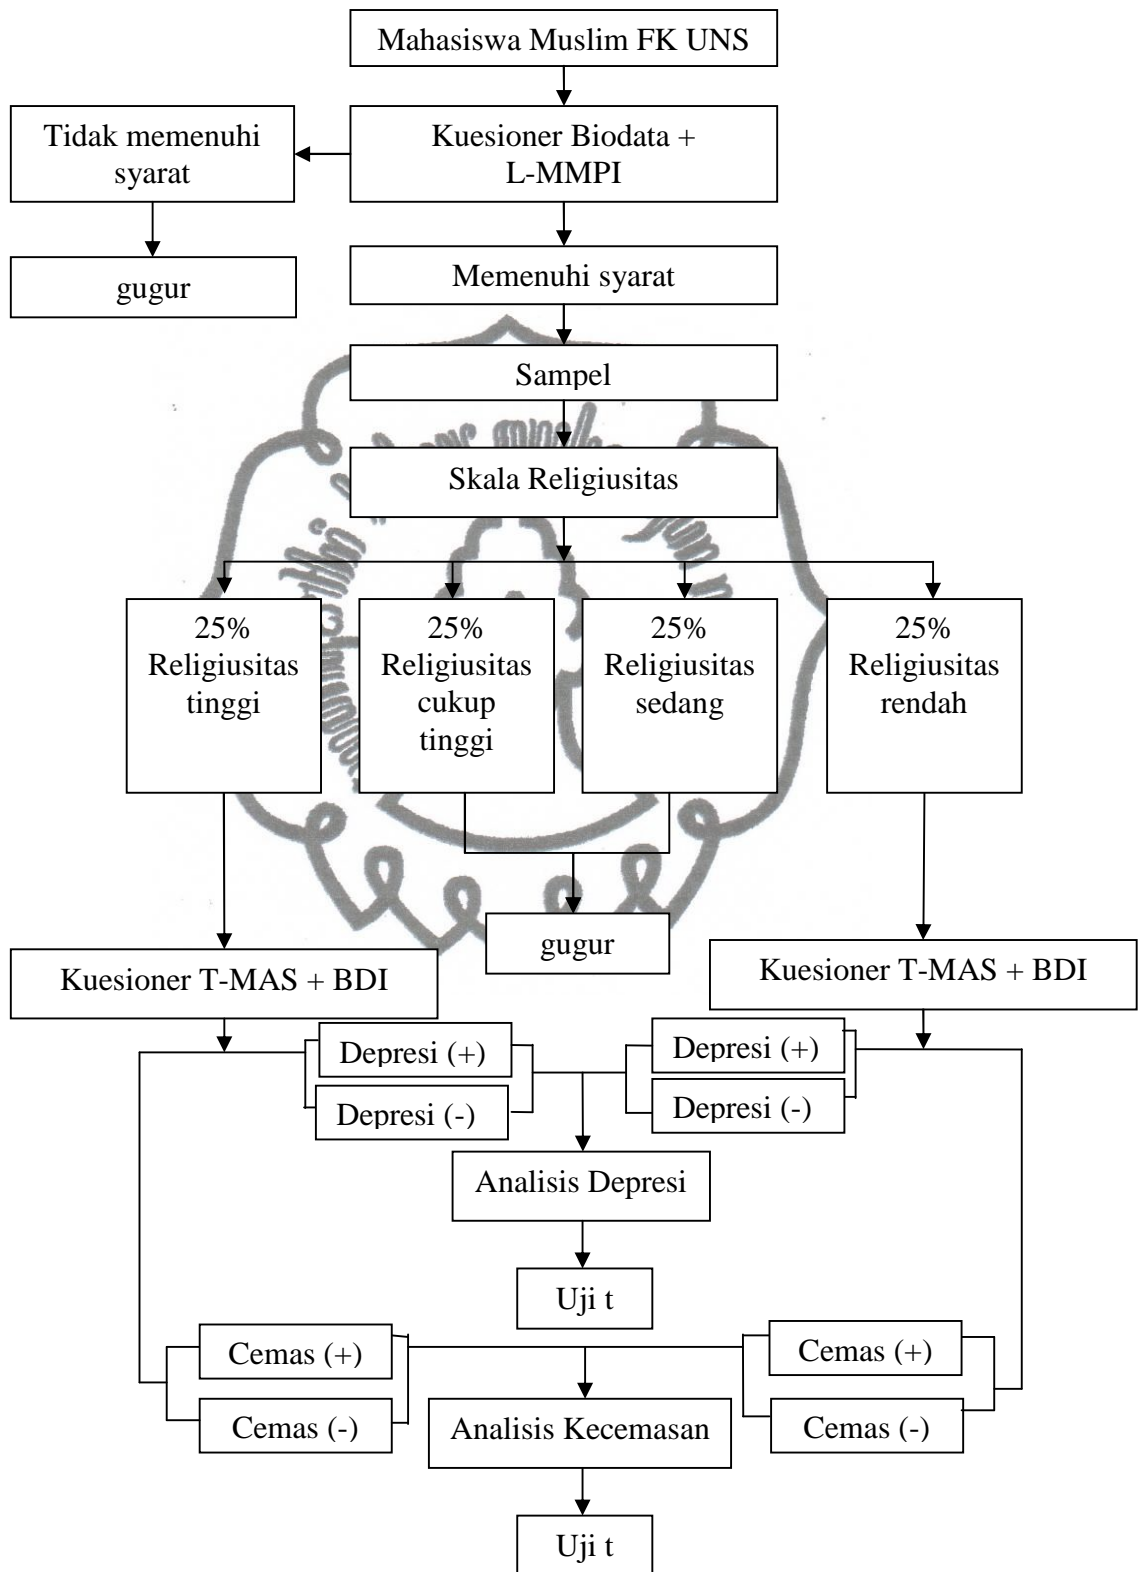 Mahasiswa Muslim FK UNS
Tidak memenuhi
syarat
Kuesioner Biodata +
L-MMPI
gugur
Memenuhi syarat
Sampel
Skala Religiusitas
25%
Religiusitas
tinggi
25%
Religiusitas
cukup
tinggi
25%
Religiusitas
sedang
25%
Religiusitas
rendah
gugur
Kuesioner T-MAS + BDI
Kuesioner T-MAS + BDI
Depresi (+)
Depresi (-)
Depresi (+)
Depresi (-)
Analisis Depresi
Uji t
Cemas (+)
Cemas (-)
Cemas (+)
Cemas (-)
Analisis Kecemasan
Uji t